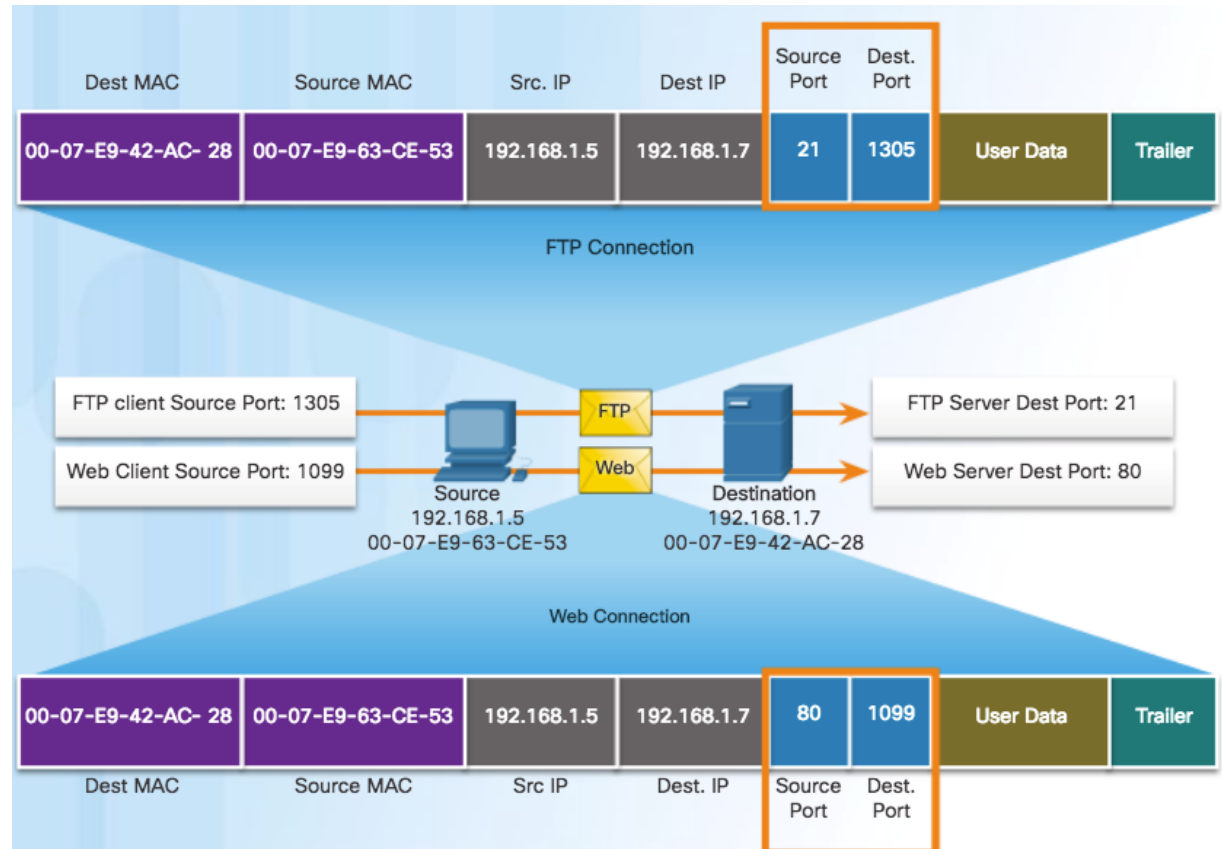 Dest MAC
Source MAC
Src. IP
Dest IP
Source
Port
Dest.
Port
00-07-E9-42-AC- 28
00-07-E9-63-CE-53
192.168.1.5
192.168.1.7
21
1305
User Data
Trailer
FTP Connection
FTP client Source Port: 1305
FTP
FTP Server Dest Port: 21
Web Client Source Port: 1099
Web
Web Server Dest Port: 80
Source
192.168.1.5
00-07-E9-63-CE-53
Destination
192.168.1.7
00-07-E9-42-AC-28
Web Connection
00-07-E9-42-AC- 28
00-07-E9-63-CE-53
192.168.1.5
192.168.1.7
80
1099
User Data
Trailer
Dest MAC
Source MAC
Src IP
Dest. IP
Source
Port
Dest.
Port